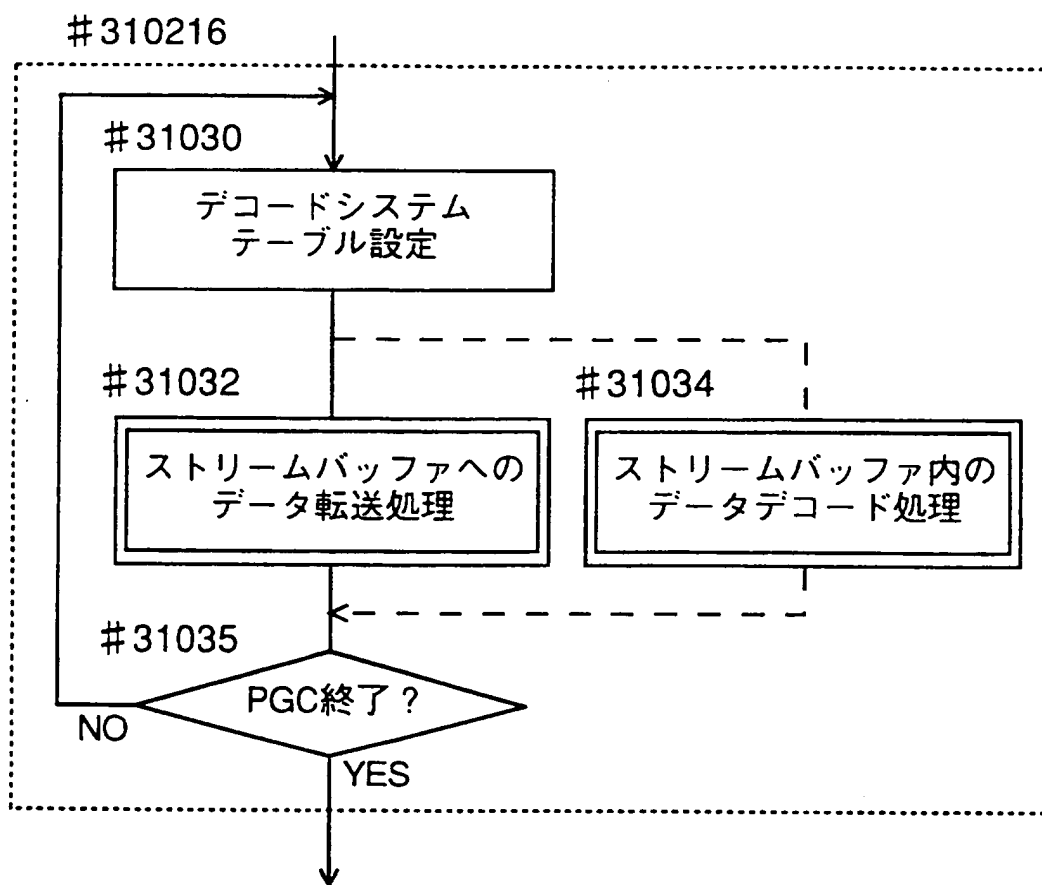 #310216
#31030
デコードシステム
テーブル設定
#31032
#31034
ストリームバッファへの
データ転送処理
ストリームバッファ内の
データデコード処理
#31035
PGC終了?
NO
YES